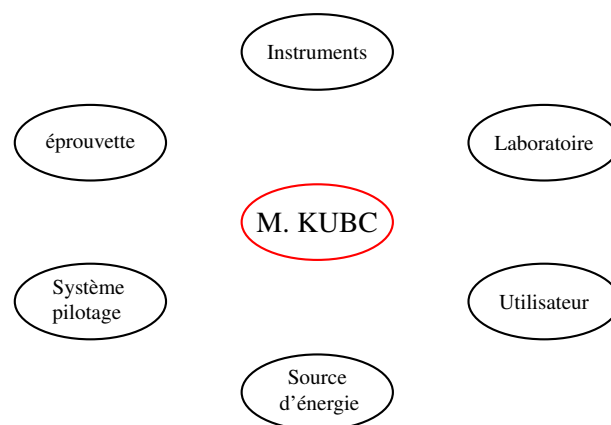 Instruments
éprouvette
Laboratoire
M. KUBC
Système
pilotage
Utilisateur
Source
d'énergie